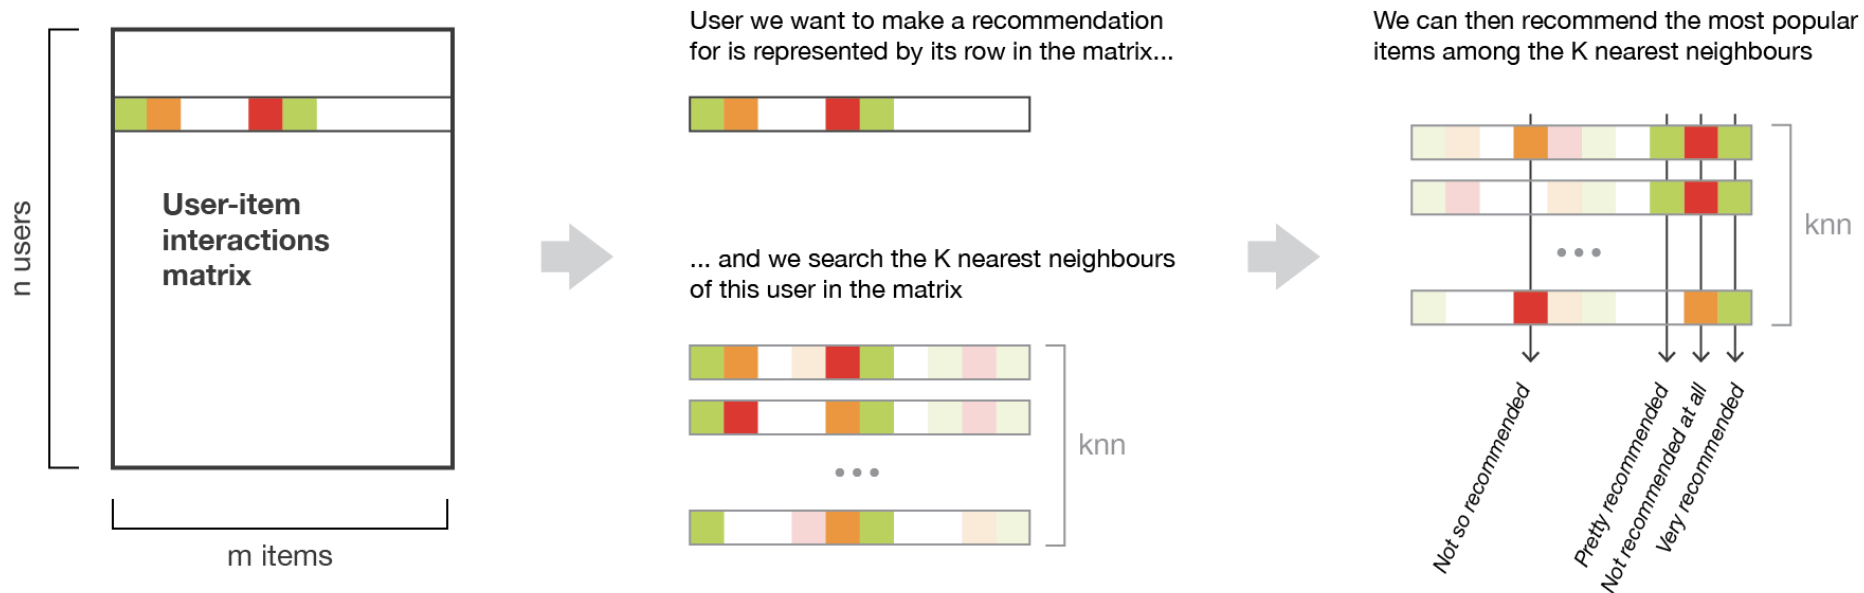 n users
User-item
interactions
matrix
m items
User we want to make a recommendation
for is represented by its row in the matrix...
... and we search the K nearest neighbours
of this user in the matrix
knn
We can then recommend the most popular
items among the K nearest neighbours
knn
Not so recommended
Pretty recommended
Not recommended at all
Very recommended